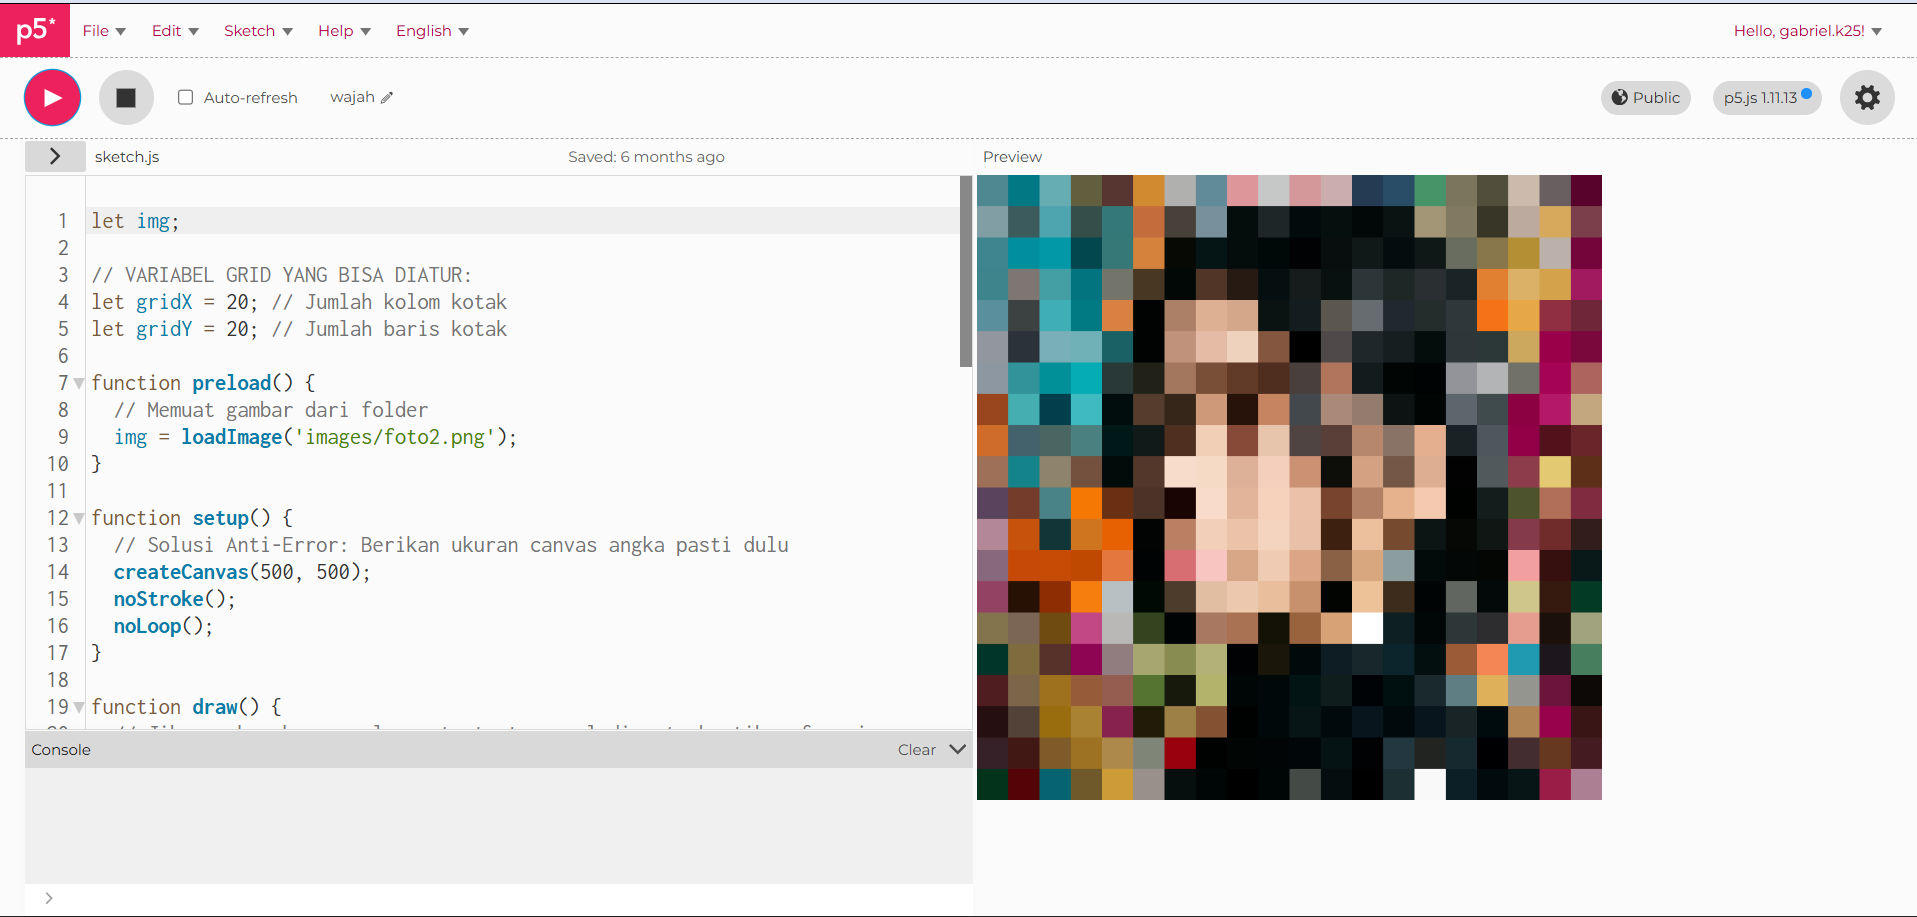 p5*
File Edit Sketch Help English Hello, gabriel.k25!
Auto-refresh wajah Public p5.js 1.11.13
sketch.js Saved: 6 months ago Preview
1 let img;
2
3 // VARIABEL GRID YANG BISA DIATUR:
4 let gridX = 20; // Jumlah kolom kotak
5 let gridY = 20; // Jumlah baris kotak
6
7 function preload() {
8 // Memuat gambar dari folder
9 img = loadImage('images/foto2.png');
10 }
11
12 function setup() {
13 // Solusi Anti-Error: Berikan ukuran canvas angka pasti dulu
14 createCanvas(500, 500);
15 noStroke();
16 noLoop();
17 }
18
19 function draw() {
Console Clear